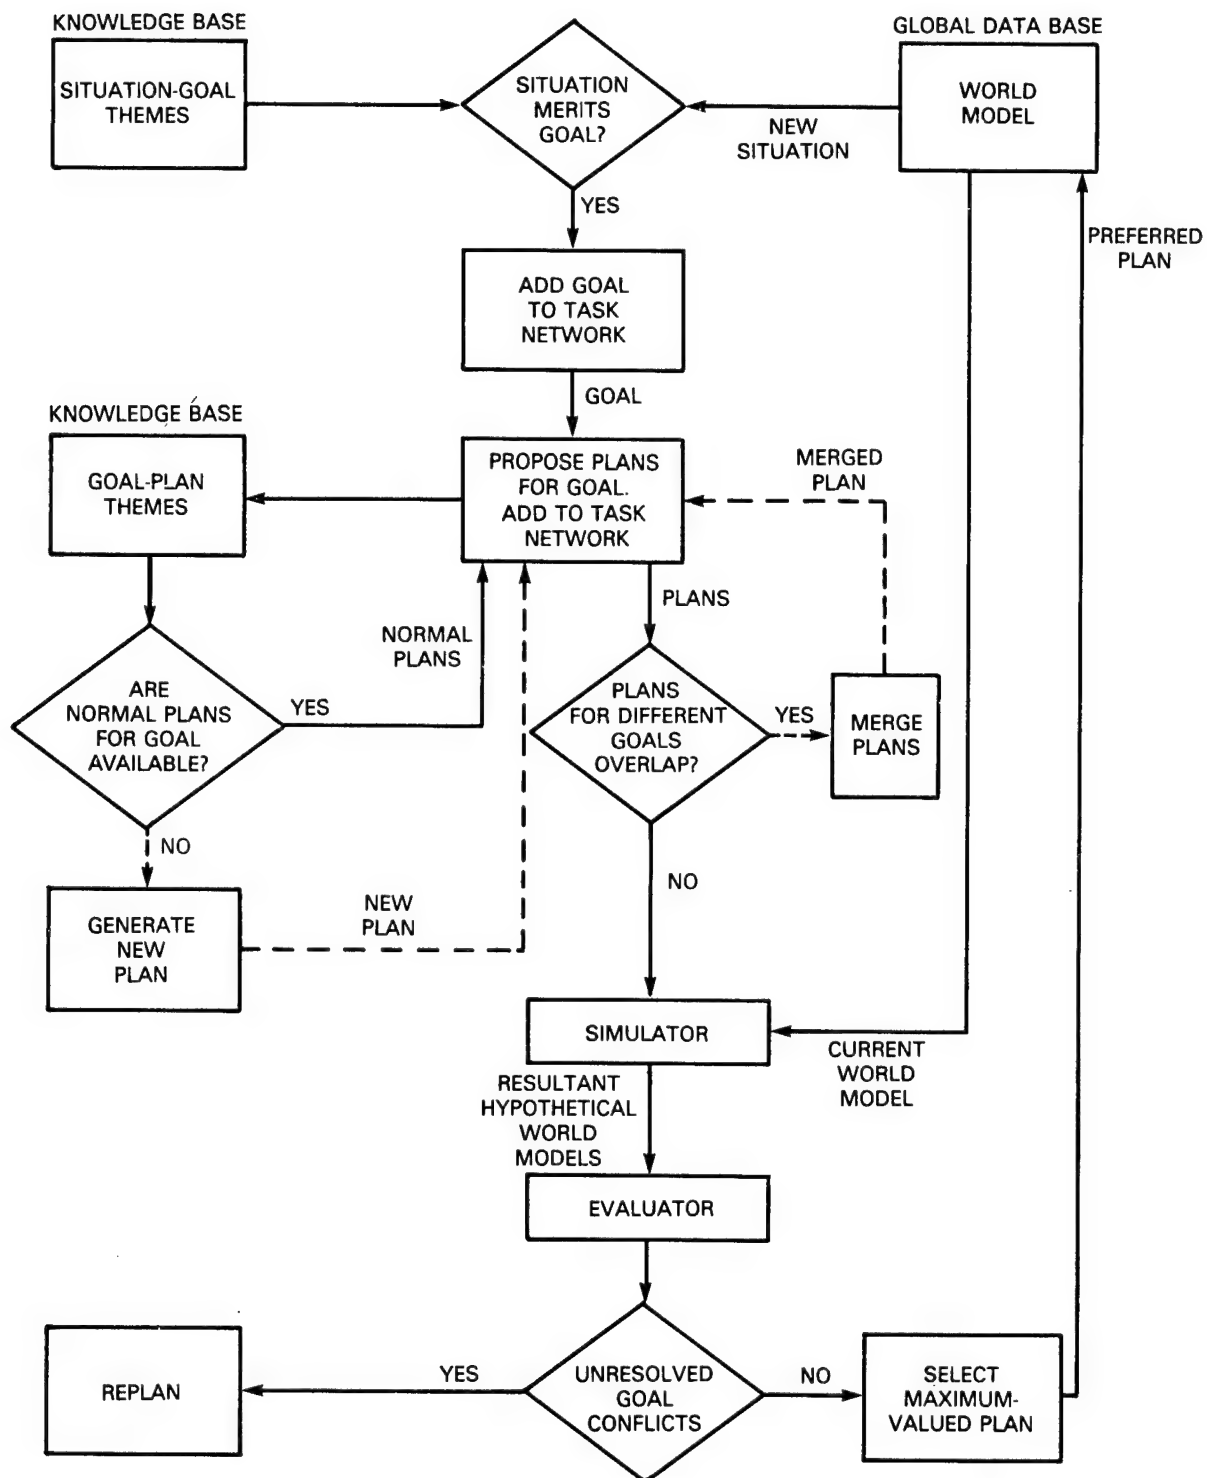 KNOWLEDGE BASE
SITUATION-GOAL
THEMES
SITUATION
MERITS
GOAL?
GLOBAL DATA BASE
WORLD
MODEL
NEW
SITUATION
YES
PREFERRED
PLAN
ADD GOAL
TO TASK
NETWORK
GOAL
KNOWLEDGE BASE
GOAL-PLAN
THEMES
PROPOSE PLANS
FOR GOAL.
ADD TO TASK
NETWORK
MERGED
PLAN
PLANS
NORMAL
PLANS
ARE
NORMAL PLANS
FOR GOAL
AVAILABLE?
YES
PLANS
FOR DIFFERENT
GOALS
OVERLAP?
YES
MERGE
PLANS
NO
GENERATE
NEW
PLAN
NEW
PLAN
NO
SIMULATOR
CURRENT
WORLD
MODEL
RESULTANT
HYPOTHETICAL
WORLD
MODELS
EVALUATOR
REPLAN
YES
UNRESOLVED
GOAL
CONFLICTS
NO
SELECT
MAXIMUM-
VALUED PLAN